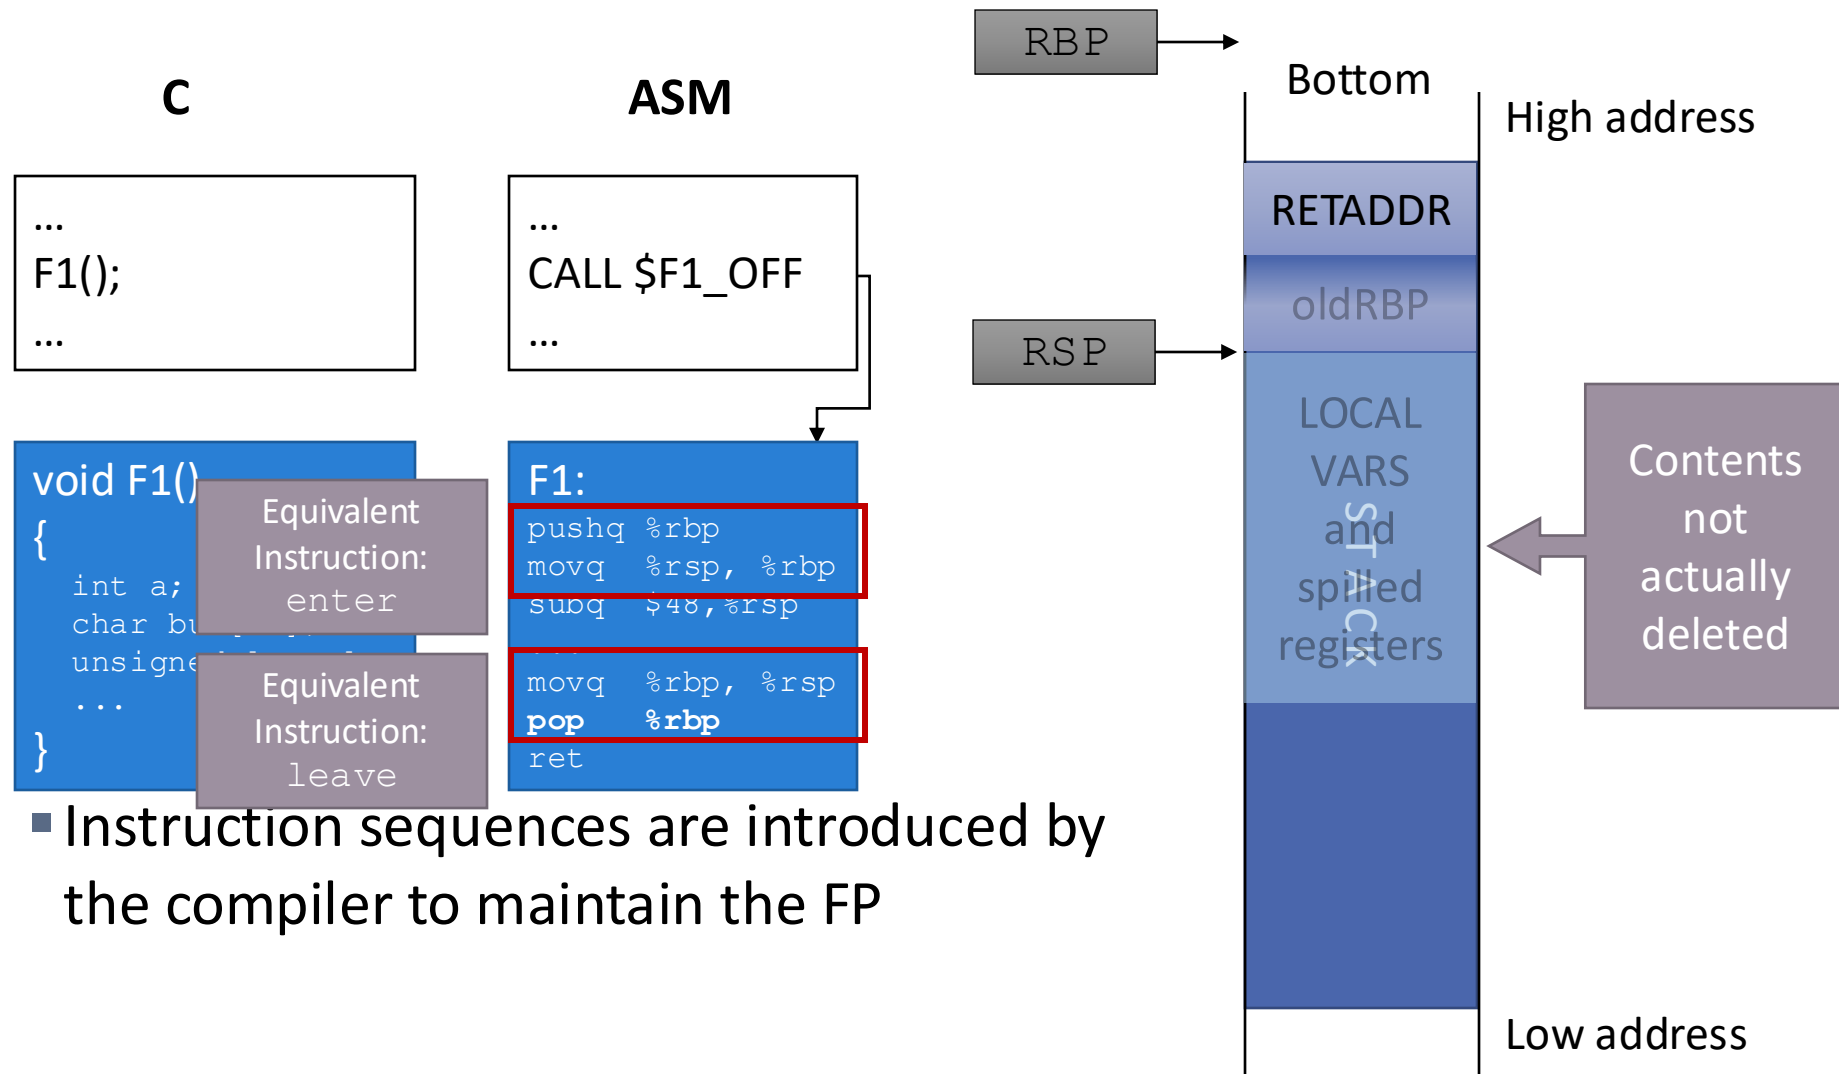 C
ASM
...
F1();
...
...
CALL $F1_OFF
...
void F1()
{
int a;
char bu
unsigne
...
}
Equivalent
Instruction:
enter
Equivalent
Instruction:
leave
F1:
pushq %rbp
movq %rsp, %rbp
subq $48,%rsp
...
movq %rbp, %rsp
pop %rbp
ret
Instruction sequences are introduced by
the compiler to maintain the FP
RBP
RSP
Bottom
High address
RETADDR
oldRBP
LOCAL
VARS
and
spilled
registers
STACK
Contents
not
actually
deleted
Low address